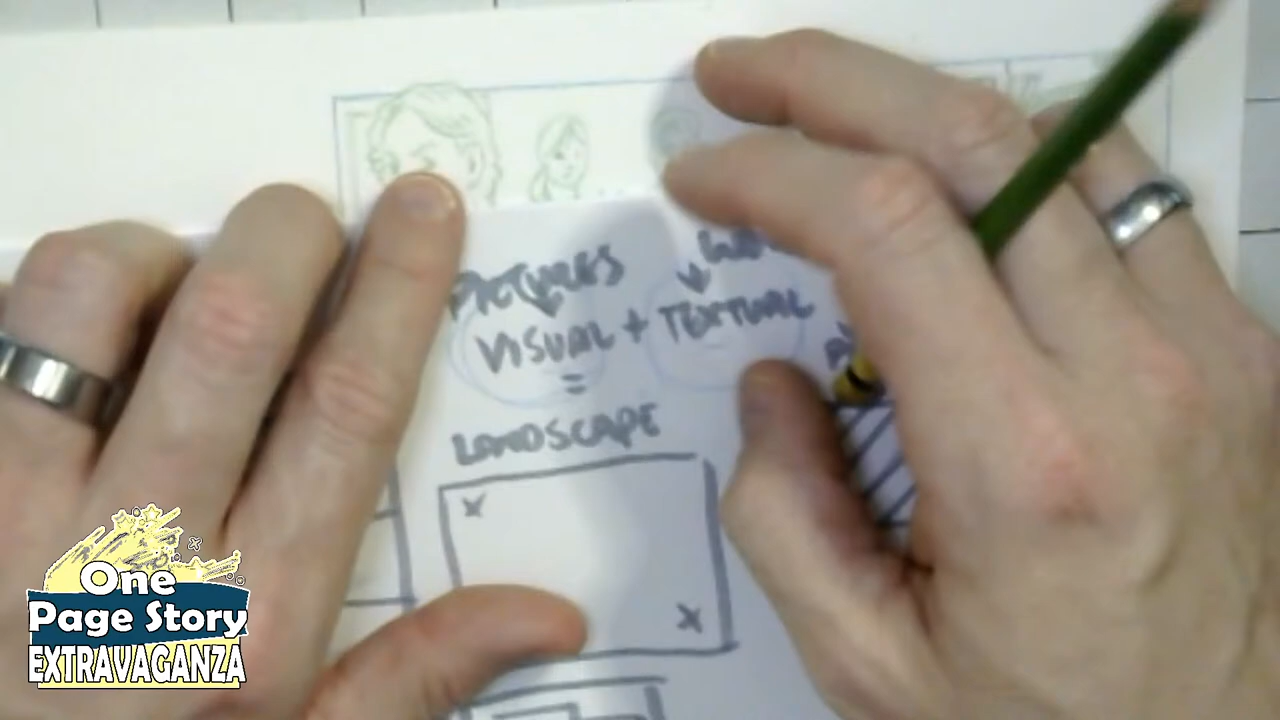 PICTURES
VISUAL + TEXTUAL
=
LANDSCAPE
X
X
One
Page Story
EXTRAVAGANZA